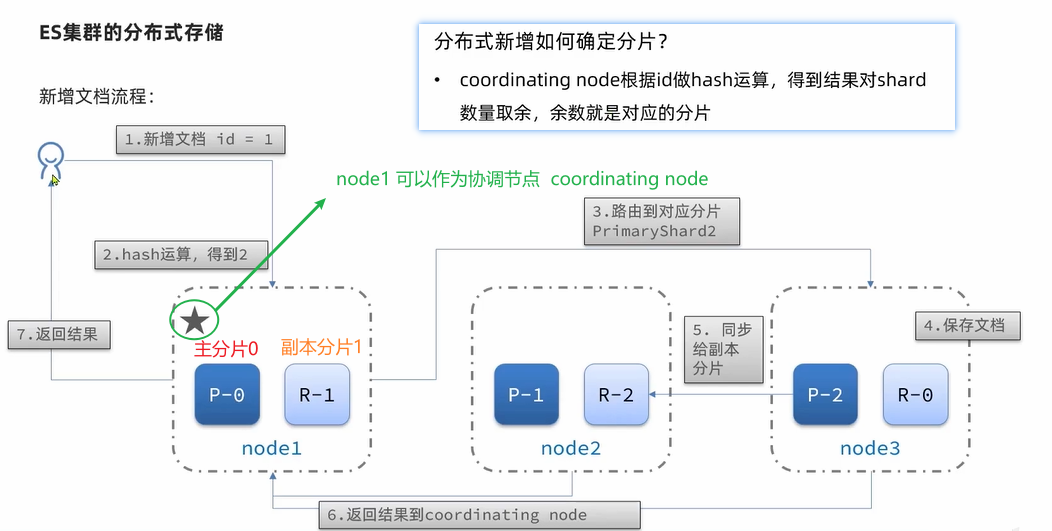 ES集群的分布式存储
分布式新增如何确定分片?
• coordinating node根据id做hash运算，得到结果对shard
数量取余，余数就是对应的分片
新增文档流程：
1.新增文档 id = 1
node1 可以作为协调节点 coordinating node
3.路由到对应分片
PrimaryShard2
2.hash运算，得到2
7.返回结果
主分片0
副本分片1
5. 同步
给副本
分片
4.保存文档
P-0
R-1
P-1
R-2
P-2
R-0
node1
node2
node3
6.返回结果到coordinating node